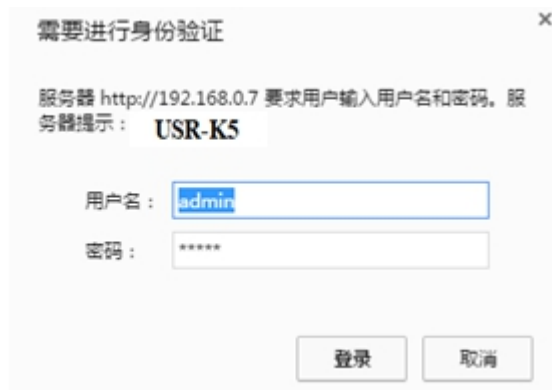 需要进行身份验证
服务器 http://192.168.0.7 要求用户输入用户名和密码。服
务器提示： USR-K5
用户名： admin
密码： *****
登录 取消